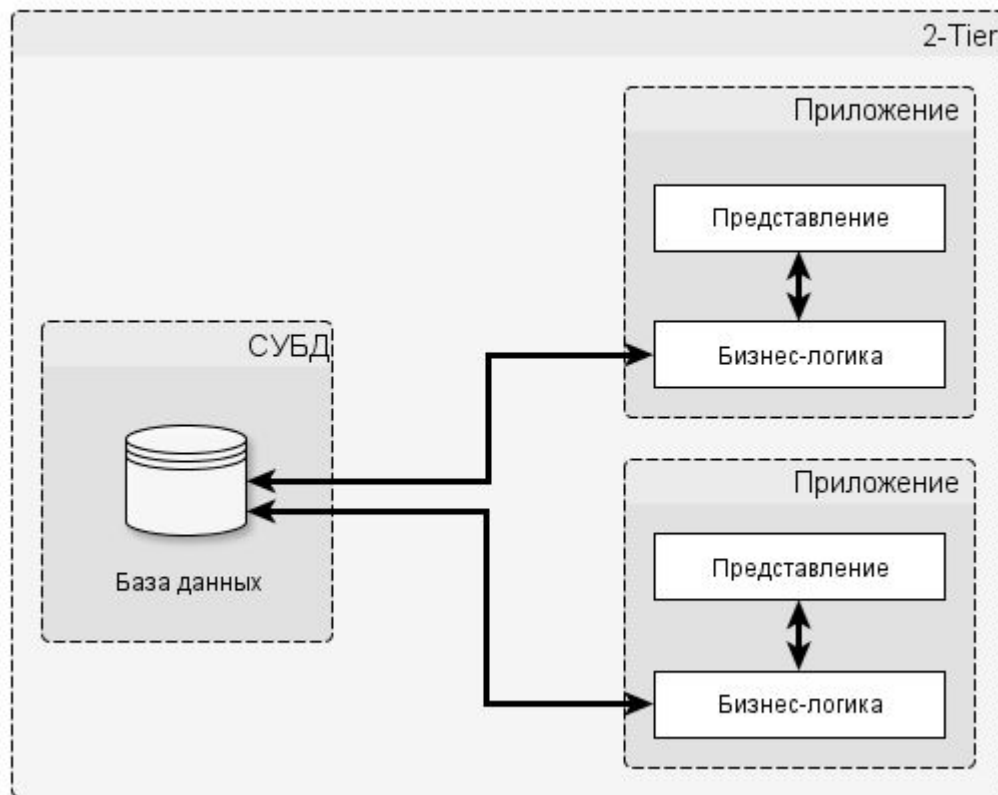 2-Tier
Приложение
Представление
Бизнес-логика
СУБД
База данных
Приложение
Представление
Бизнес-логика